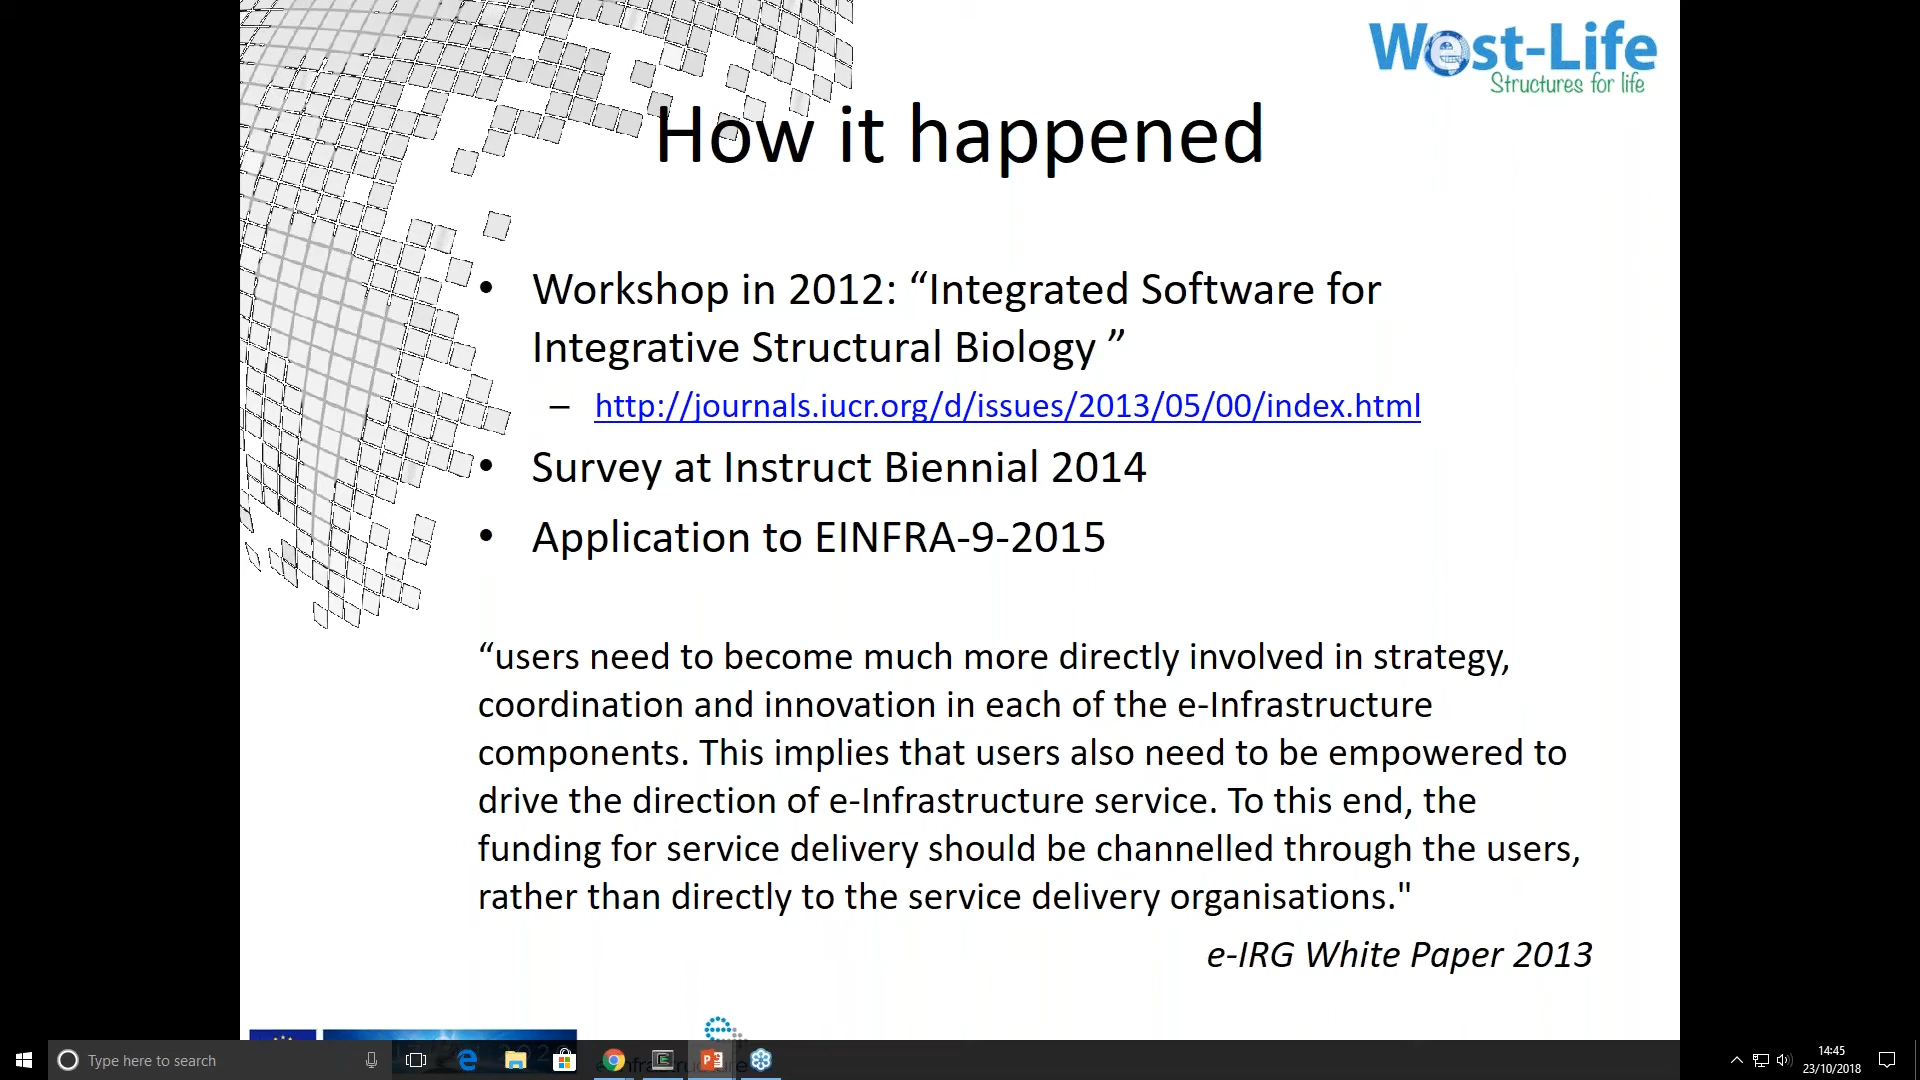 West-Life
Structures for life
How it happened
• Workshop in 2012: “Integrated Software for
Integrative Structural Biology ”
– http://journals.iucr.org/d/issues/2013/05/00/index.html
• Survey at Instruct Biennial 2014
• Application to EINFRA-9-2015
“users need to become much more directly involved in strategy,
coordination and innovation in each of the e-Infrastructure
components. This implies that users also need to be empowered to
drive the direction of e-Infrastructure service. To this end, the
funding for service delivery should be channelled through the users,
rather than directly to the service delivery organisations."
e-IRG White Paper 2013
Type here to search
14:45
23/10/2018